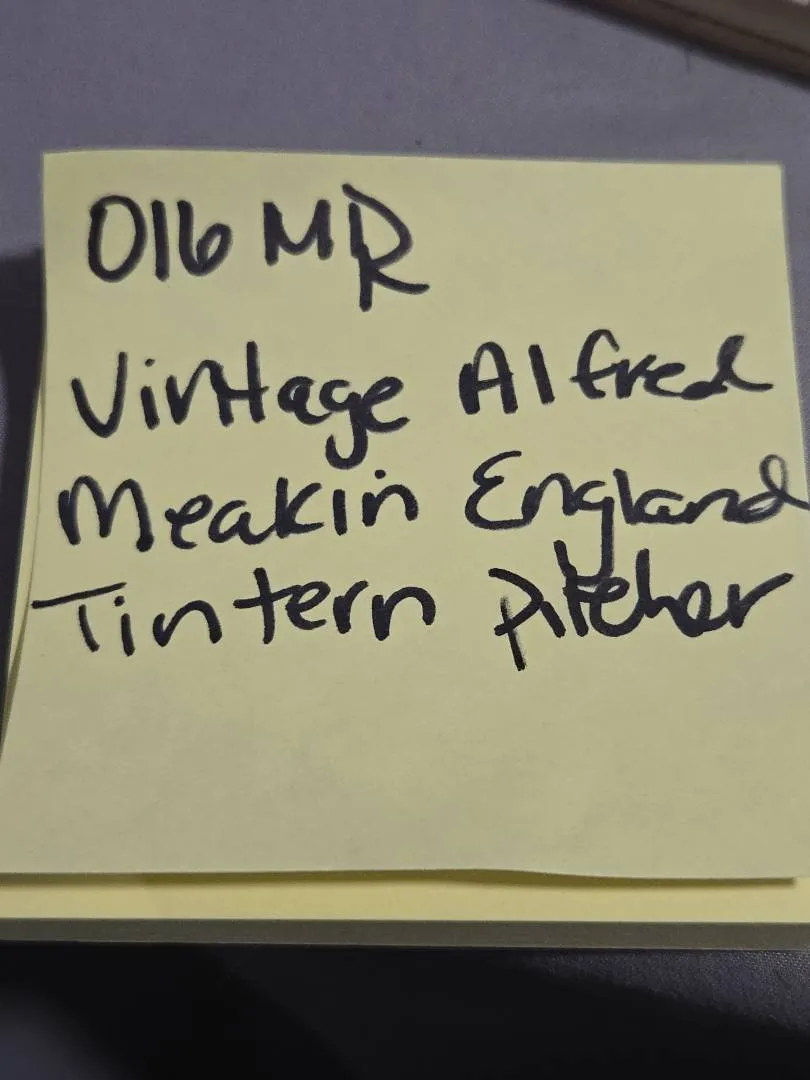 016 MR
Vintage Alfred
Meakin England
Tintern Pitcher